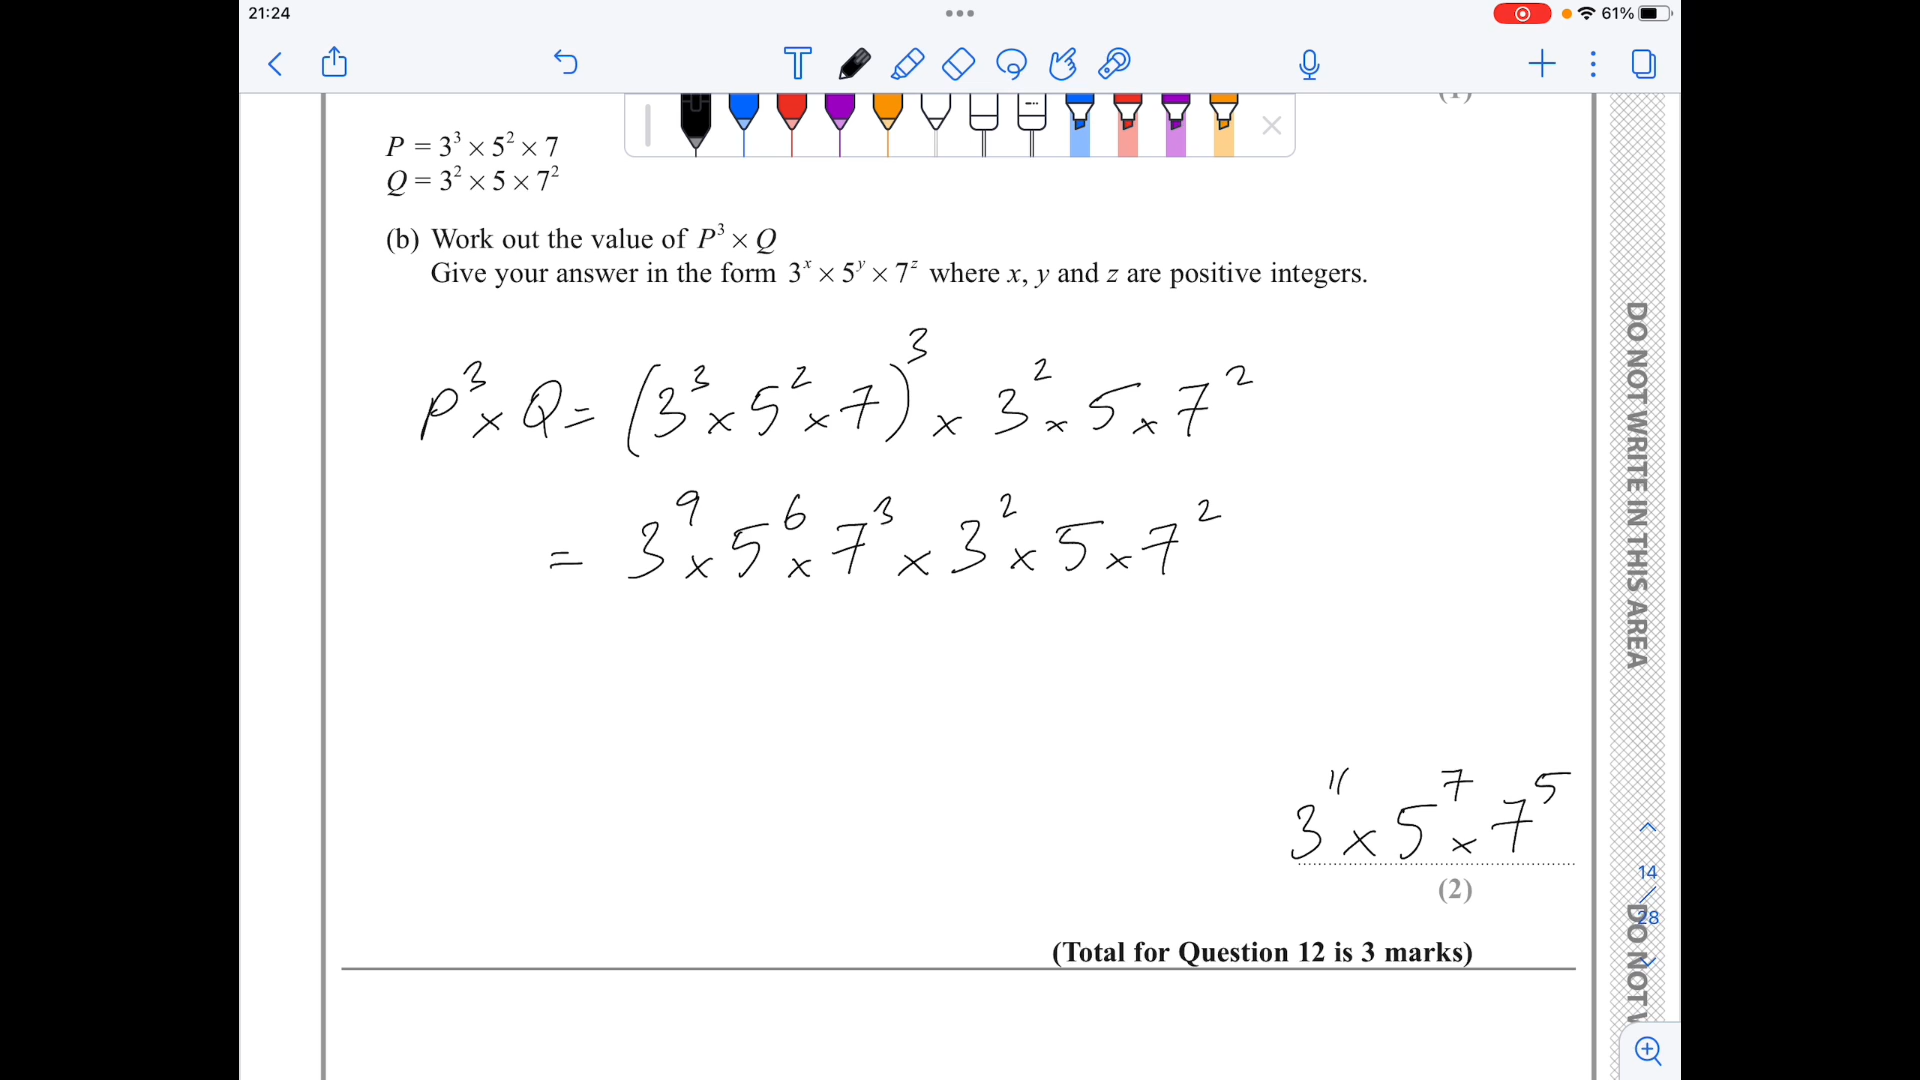 21:24
61%
(1)
P = 3³ × 5² × 7
Q = 3² × 5 × 7²
(b) Work out the value of P³ × Q
Give your answer in the form 3ˣ × 5ʸ × 7ᶻ where x, y and z are positive integers.
P³ × Q = (3³ × 5² × 7)³ × 3² × 5 × 7²
= 3⁹ × 5⁶ × 7³ × 3² × 5 × 7²
3¹¹ × 5⁷ × 7⁵
(2)
(Total for Question 12 is 3 marks)
DO NOT WRITE IN THIS AREA
14
28
DO NOT W